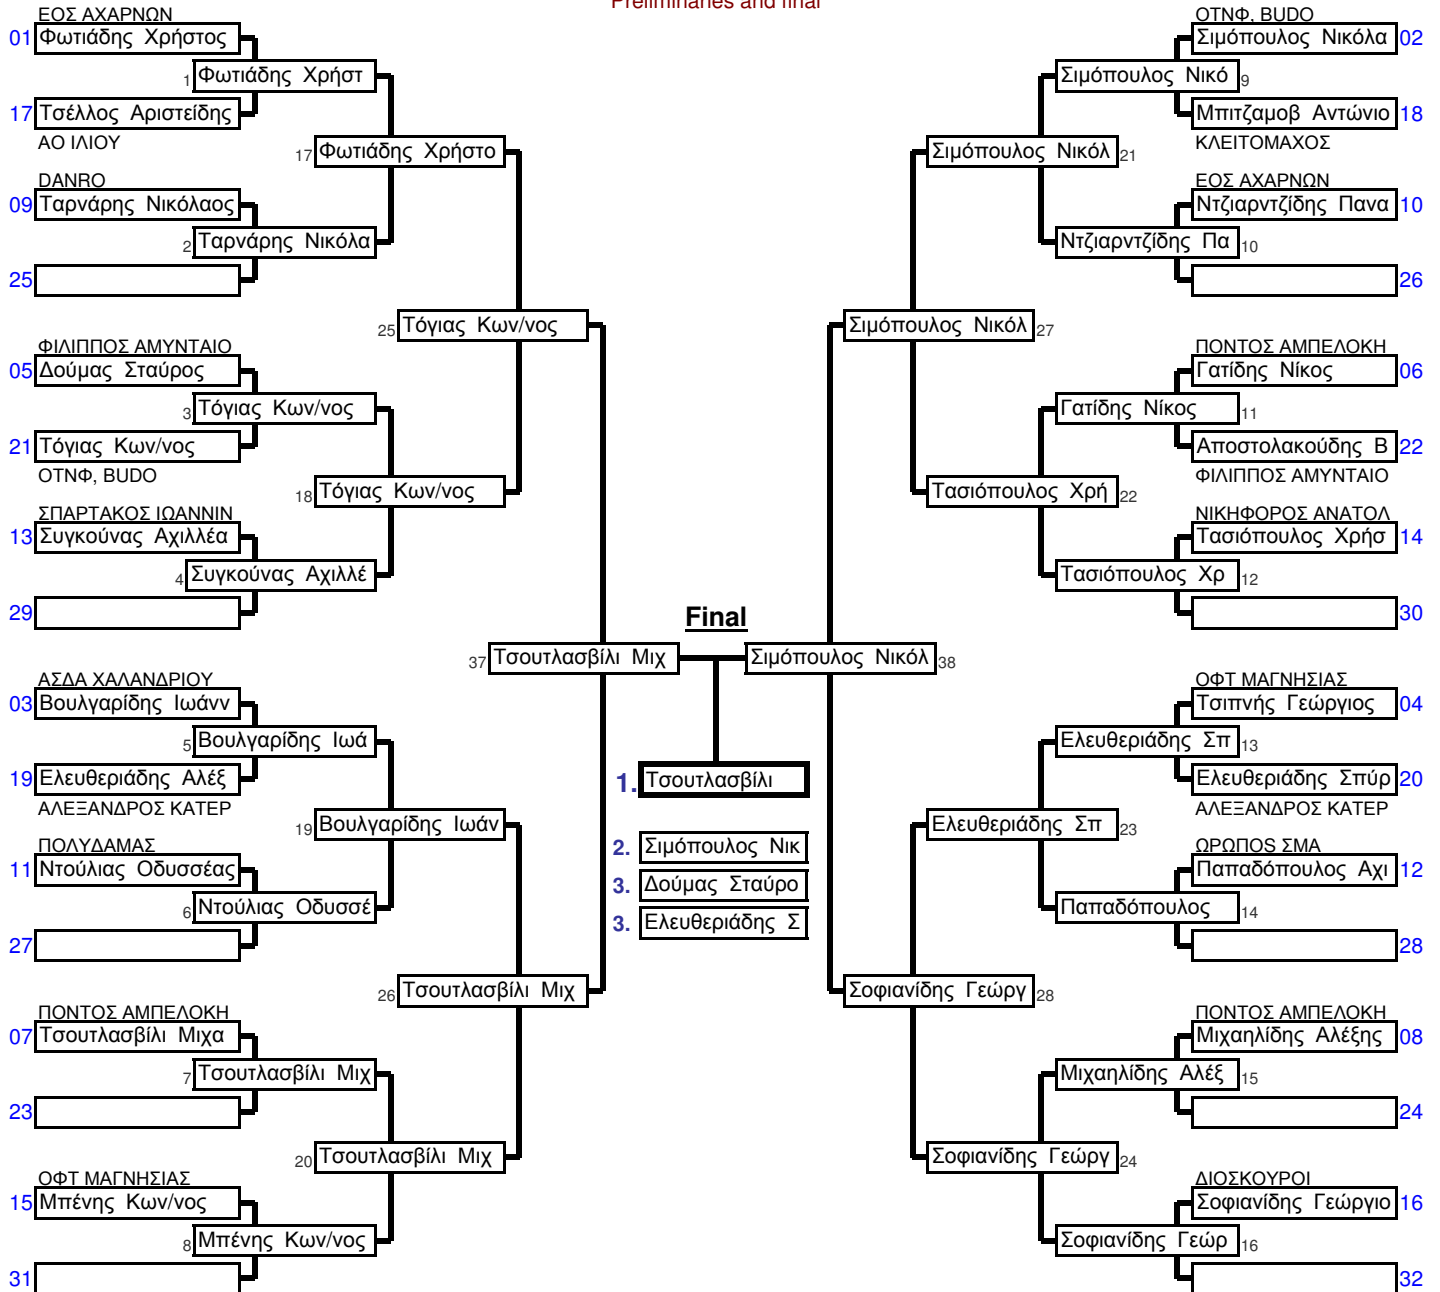 Preliminaries and final
ΕΟΣ ΑΧΑΡΝΩΝ
01 Φωτιάδης Χρήστος
1 Φωτιάδης Χρήστ
17 Τσέλλος Αριστείδης
ΑΟ ΙΛΙΟΥ
17 Φωτιάδης Χρήστο
DANRO
09 Ταρνάρης Νικόλαος
2 Ταρνάρης Νικόλα
25
25 Τόγιας Κων/νος
ΦΙΛΙΠΠΟΣ ΑΜΥΝΤΑΙΟ
05 Δούμας Σταύρος
3 Τόγιας Κων/νος
21 Τόγιας Κων/νος
ΟΤΝΦ, BUDO
18 Τόγιας Κων/νος
ΣΠΑΡΤΑΚΟΣ ΙΩΑΝΝΙΝ
13 Συγκούνας Αχιλλέα
4 Συγκούνας Αχιλλέ
29
37 Τσουτλασβίλι Μιχ
ΑΣΔΑ ΧΑΛΑΝΔΡΙΟΥ
03 Βουλγαρίδης Ιωάνν
5 Βουλγαρίδης Ιωά
19 Ελευθεριάδης Αλέξ
ΑΛΕΞΑΝΔΡΟΣ ΚΑΤΕΡ
19 Βουλγαρίδης Ιωάν
ΠΟΛΥΔΑΜΑΣ
11 Ντούλιας Οδυσσέας
6 Ντούλιας Οδυσσέ
27
26 Τσουτλασβίλι Μιχ
ΠΟΝΤΟΣ ΑΜΠΕΛΟΚΗ
07 Τσουτλασβίλι Μιχα
7 Τσουτλασβίλι Μιχ
23
20 Τσουτλασβίλι Μιχ
ΟΦΤ ΜΑΓΝΗΣΙΑΣ
15 Μπένης Κων/νος
8 Μπένης Κων/νος
31
Final
1. Τσουτλασβίλι
2. Σιμόπουλος Νικ
3. Δούμας Σταύρο
3. Ελευθεριάδης Σ
ΟΤΝΦ, BUDO
Σιμόπουλος Νικόλα 02
Σιμόπουλος Νικό 9
Μπιτζαμοβ Αντώνιο 18
ΚΛΕΙΤΟΜΑΧΟΣ
Σιμόπουλος Νικόλ 21
ΕΟΣ ΑΧΑΡΝΩΝ
Ντζιαρντζίδης Πανα 10
Ντζιαρντζίδης Πα 10
26
Σιμόπουλος Νικόλ 27
ΠΟΝΤΟΣ ΑΜΠΕΛΟΚΗ
Γατίδης Νίκος 06
Γατίδης Νίκος 11
Αποστολακούδης Β 22
ΦΙΛΙΠΠΟΣ ΑΜΥΝΤΑΙΟ
Τασιόπουλος Χρή 22
ΝΙΚΗΦΟΡΟΣ ΑΝΑΤΟΛ
Τασιόπουλος Χρήσ 14
Τασιόπουλος Χρ 12
30
Σιμόπουλος Νικόλ 38
ΟΦΤ ΜΑΓΝΗΣΙΑΣ
Τσιπνής Γεώργιος 04
Ελευθεριάδης Σπ 13
Ελευθεριάδης Σπύρ 20
ΑΛΕΞΑΝΔΡΟΣ ΚΑΤΕΡ
Ελευθεριάδης Σπ 23
ΩΡΩΠΟS ΣΜΑ
Παπαδόπουλος Αχι 12
Παπαδόπουλος 14
28
Σοφιανίδης Γεώργ 28
ΠΟΝΤΟΣ ΑΜΠΕΛΟΚΗ
Μιχαηλίδης Αλέξης 08
Μιχαηλίδης Αλέξ 15
24
Σοφιανίδης Γεώργ 24
ΔΙΟΣΚΟΥΡΟΙ
Σοφιανίδης Γεώργιο 16
Σοφιανίδης Γεώρ 16
32